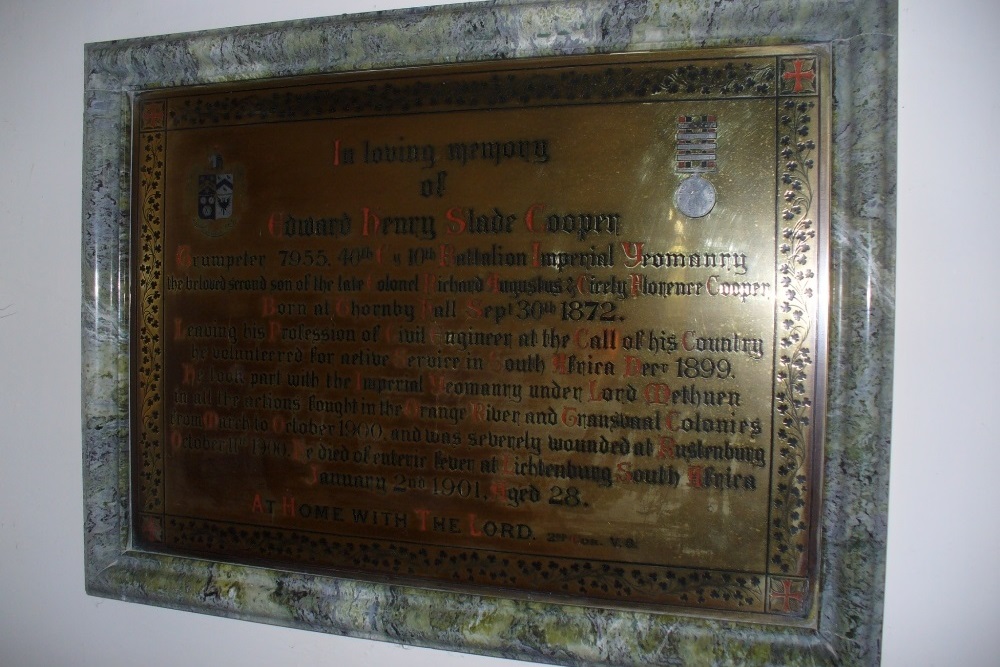 In loving memory
of
Edward Henry Slade Cooper
Trumpeter 7955. 40th Co 10th Battalion Imperial Yeomanry
the beloved second son of the late Colonel Richard Augustus & Cicely Florence Cooper,
Born at Thornby Hall Sept 30th 1872.
Leaving his Profession of Civil Engineer at the Call of his Country
he volunteered for active Service in South Africa Decr 1899.
He took part with the Imperial Yeomanry under Lord Methuen
in all the actions fought in the Orange River and Transvaal Colonies
from March to October 1900, and was severely wounded at Rustenburg
October 1900. He died of enteric fever at Lichtenburg South Africa
January 2nd 1901. Aged 28.
At Home with The Lord. 2nd Cor. V. 8.